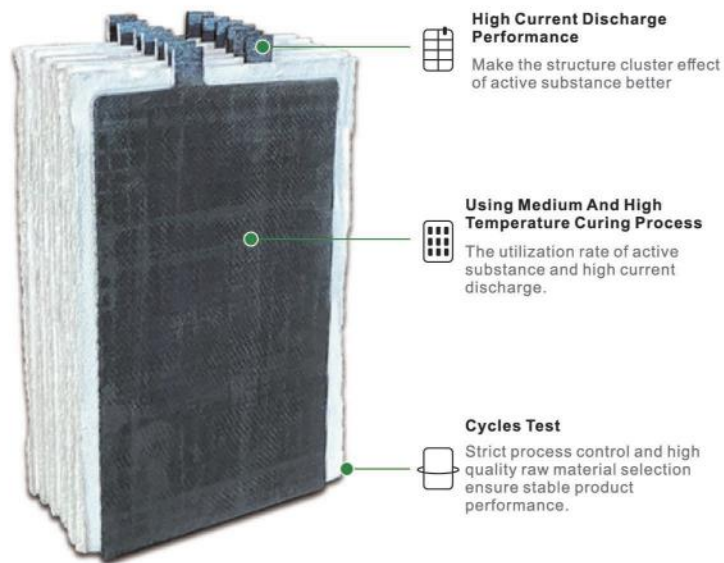 High Current Discharge
Performance
Make the structure cluster effect
of active substance better
Using Medium And High
Temperature Curing Process
The utilization rate of active
substance and high current
discharge.
Cycles Test
Strict process control and high
quality raw material selection
ensure stable product
performance.